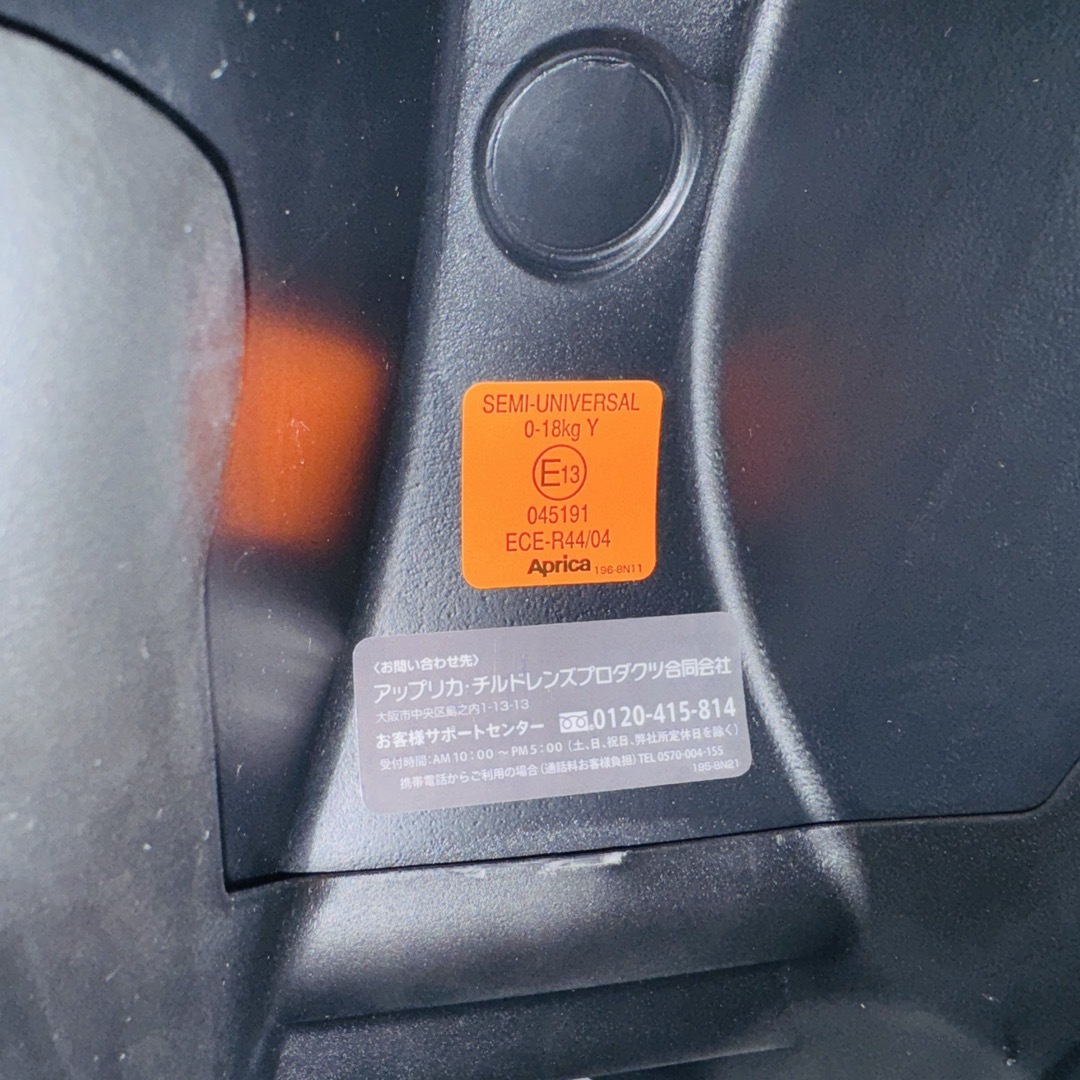 SEMI-UNIVERSAL
0-18kg Y
E13
045191
ECE-R44/04
Aprica 196-8N11
〈お問い合わせ先〉
アップリカ・チルドレンズプロダクツ合同会社
大阪市中央区島之内1-13-13
お客様サポートセンター 0120-415-814
受付時間：AM10：00～PM5：00（土、日、祝日、弊社所定休日を除く）
携帯電話からご利用の場合（通話料お客様負担）TEL 0570-004-155
196-8N21